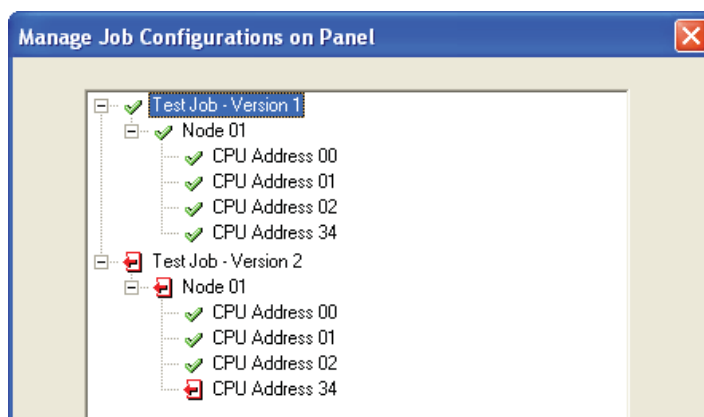 Manage Job Configurations on Panel
Test Job - Version 1
Node 01
CPU Address 00
CPU Address 01
CPU Address 02
CPU Address 34
Test Job - Version 2
Node 01
CPU Address 00
CPU Address 01
CPU Address 02
CPU Address 34